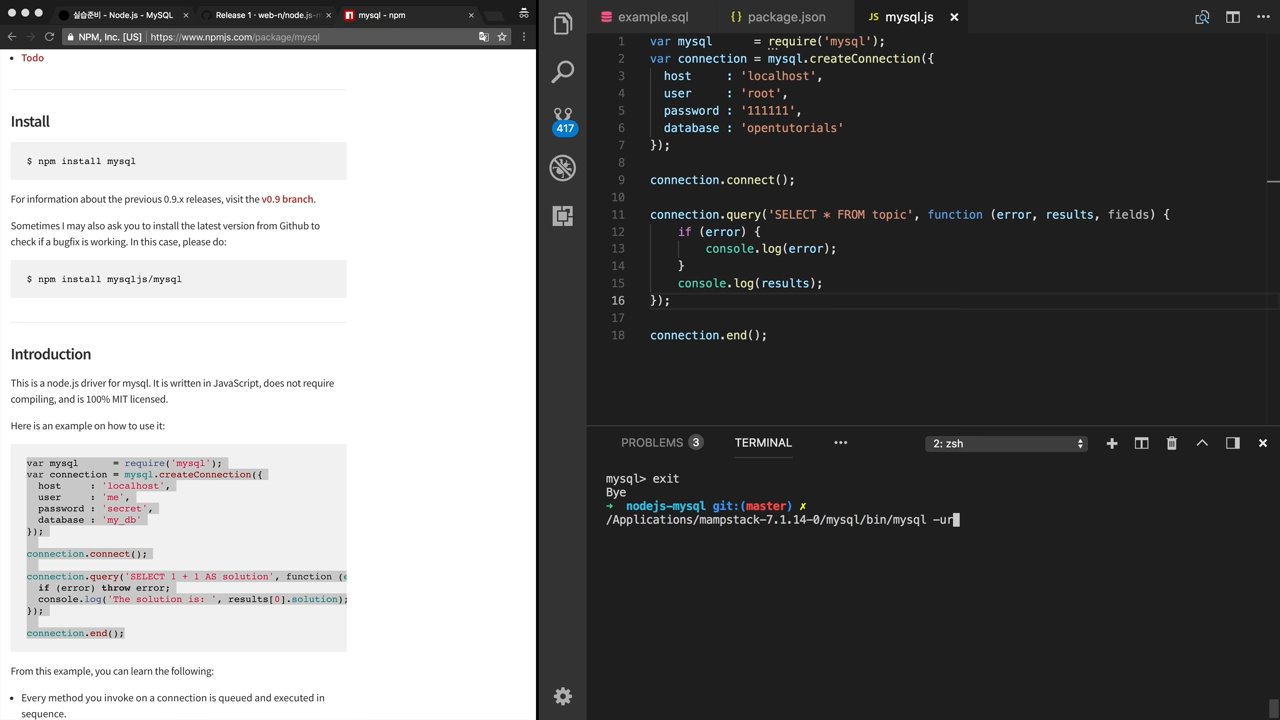 실습준비 - Node.js - MySQL
Release 1 · web-n/node.js-m
mysql - npm
NPM, Inc. [US] | https://www.npmjs.com/package/mysql
• Todo
Install
$ npm install mysql
For information about the previous 0.9.x releases, visit the v0.9 branch.
Sometimes I may also ask you to install the latest version from Github to
check if a bugfix is working. In this case, please do:
$ npm install mysqljs/mysql
Introduction
This is a node.js driver for mysql. It is written in JavaScript, does not require
compiling, and is 100% MIT licensed.
Here is an example on how to use it:
var mysql      = require('mysql');
var connection = mysql.createConnection({
  host     : 'localhost',
  user     : 'me',
  password : 'secret',
  database : 'my_db'
});
connection.connect();
connection.query('SELECT 1 + 1 AS solution', function (e
  if (error) throw error;
  console.log('The solution is: ', results[0].solution);
});
connection.end();
From this example, you can learn the following:
• Every method you invoke on a connection is queued and executed in
sequence.
417
example.sql
{} package.json
JS mysql.js
1 var mysql      = require('mysql');
2 var connection = mysql.createConnection({
3   host     : 'localhost',
4   user     : 'root',
5   password : '111111',
6   database : 'opentutorials'
7 });
8
9 connection.connect();
10
11 connection.query('SELECT * FROM topic', function (error, results, fields) {
12     if (error) {
13         console.log(error);
14     }
15     console.log(results);
16 });
17
18 connection.end();
PROBLEMS 3
TERMINAL
2: zsh
mysql> exit
Bye
➜  nodejs-mysql git:(master) ✗
/Applications/mampstack-7.1.14-0/mysql/bin/mysql -ur